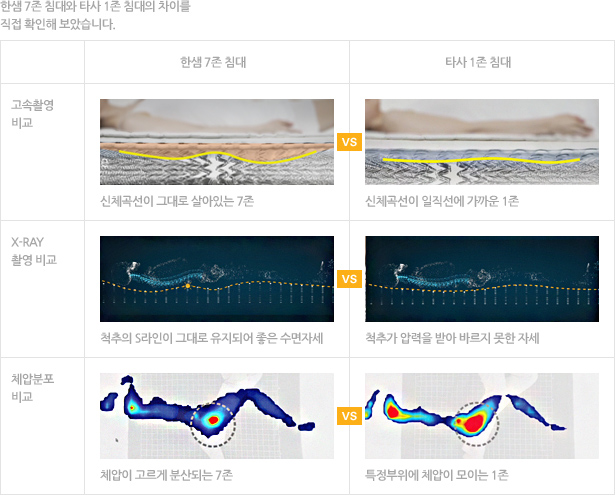 한샘 7존 침대와 타사 1존 침대의 차이를
직접 확인해 보았습니다.
한샘 7존 침대
타사 1존 침대
고속촬영
비교
VS
신체곡선이 그대로 살아있는 7존
신체곡선이 일직선에 가까운 1존
X-RAY
촬영 비교
VS
척추의 S라인이 그대로 유지되어 좋은 수면자세
척추가 압력을 받아 바르지 못한 자세
체압분포
비교
VS
체압이 고르게 분산되는 7존
특정부위에 체압이 모이는 1존